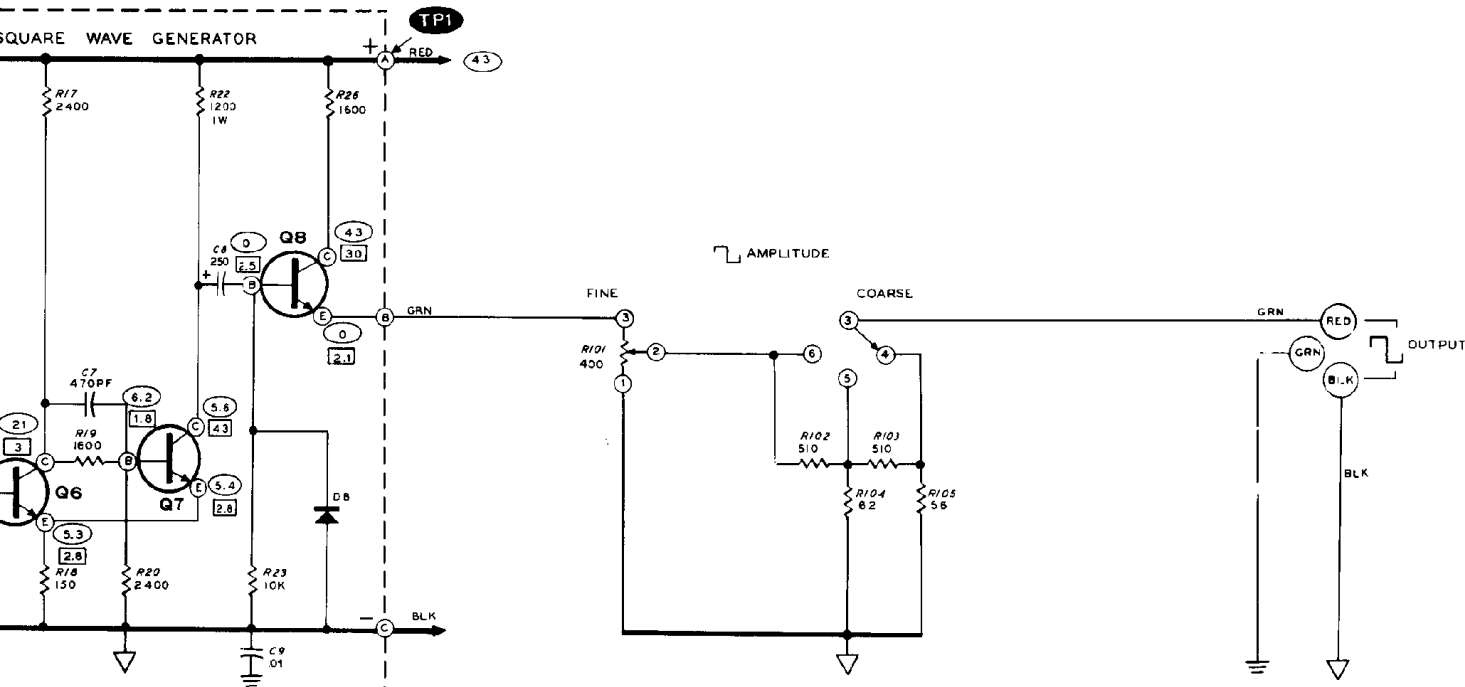 TP1
SQUARE WAVE GENERATOR
+
A
RED
43
R17
2400
R22
1200
1W
R26
1600
C8
250
+
0
2.5
B
Q8
43
30
C
E
0
2.1
B
GRN
AMPLITUDE
FINE
COARSE
3
R101
400
2
1
3
6
4
5
R102
510
R103
510
R104
62
R105
56
GRN
RED
GRN
BLK
OUTPUT
BLK
C7
470PF
6.2
1.8
5.6
43
C
21
3
C
R19
1600
B
Q6
Q7
E
5.4
2.8
E
5.3
2.8
R18
150
R20
2400
R23
10K
D8
−
C
BLK
C9
.01